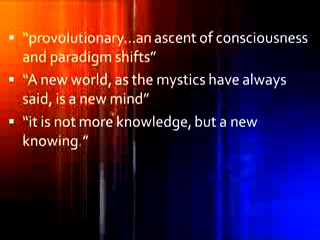 ▪ “provolutionary…an ascent of consciousness
and paradigm shifts”
▪ “A new world, as the mystics have always
said, is a new mind”
▪ “it is not more knowledge, but a new
knowing.”